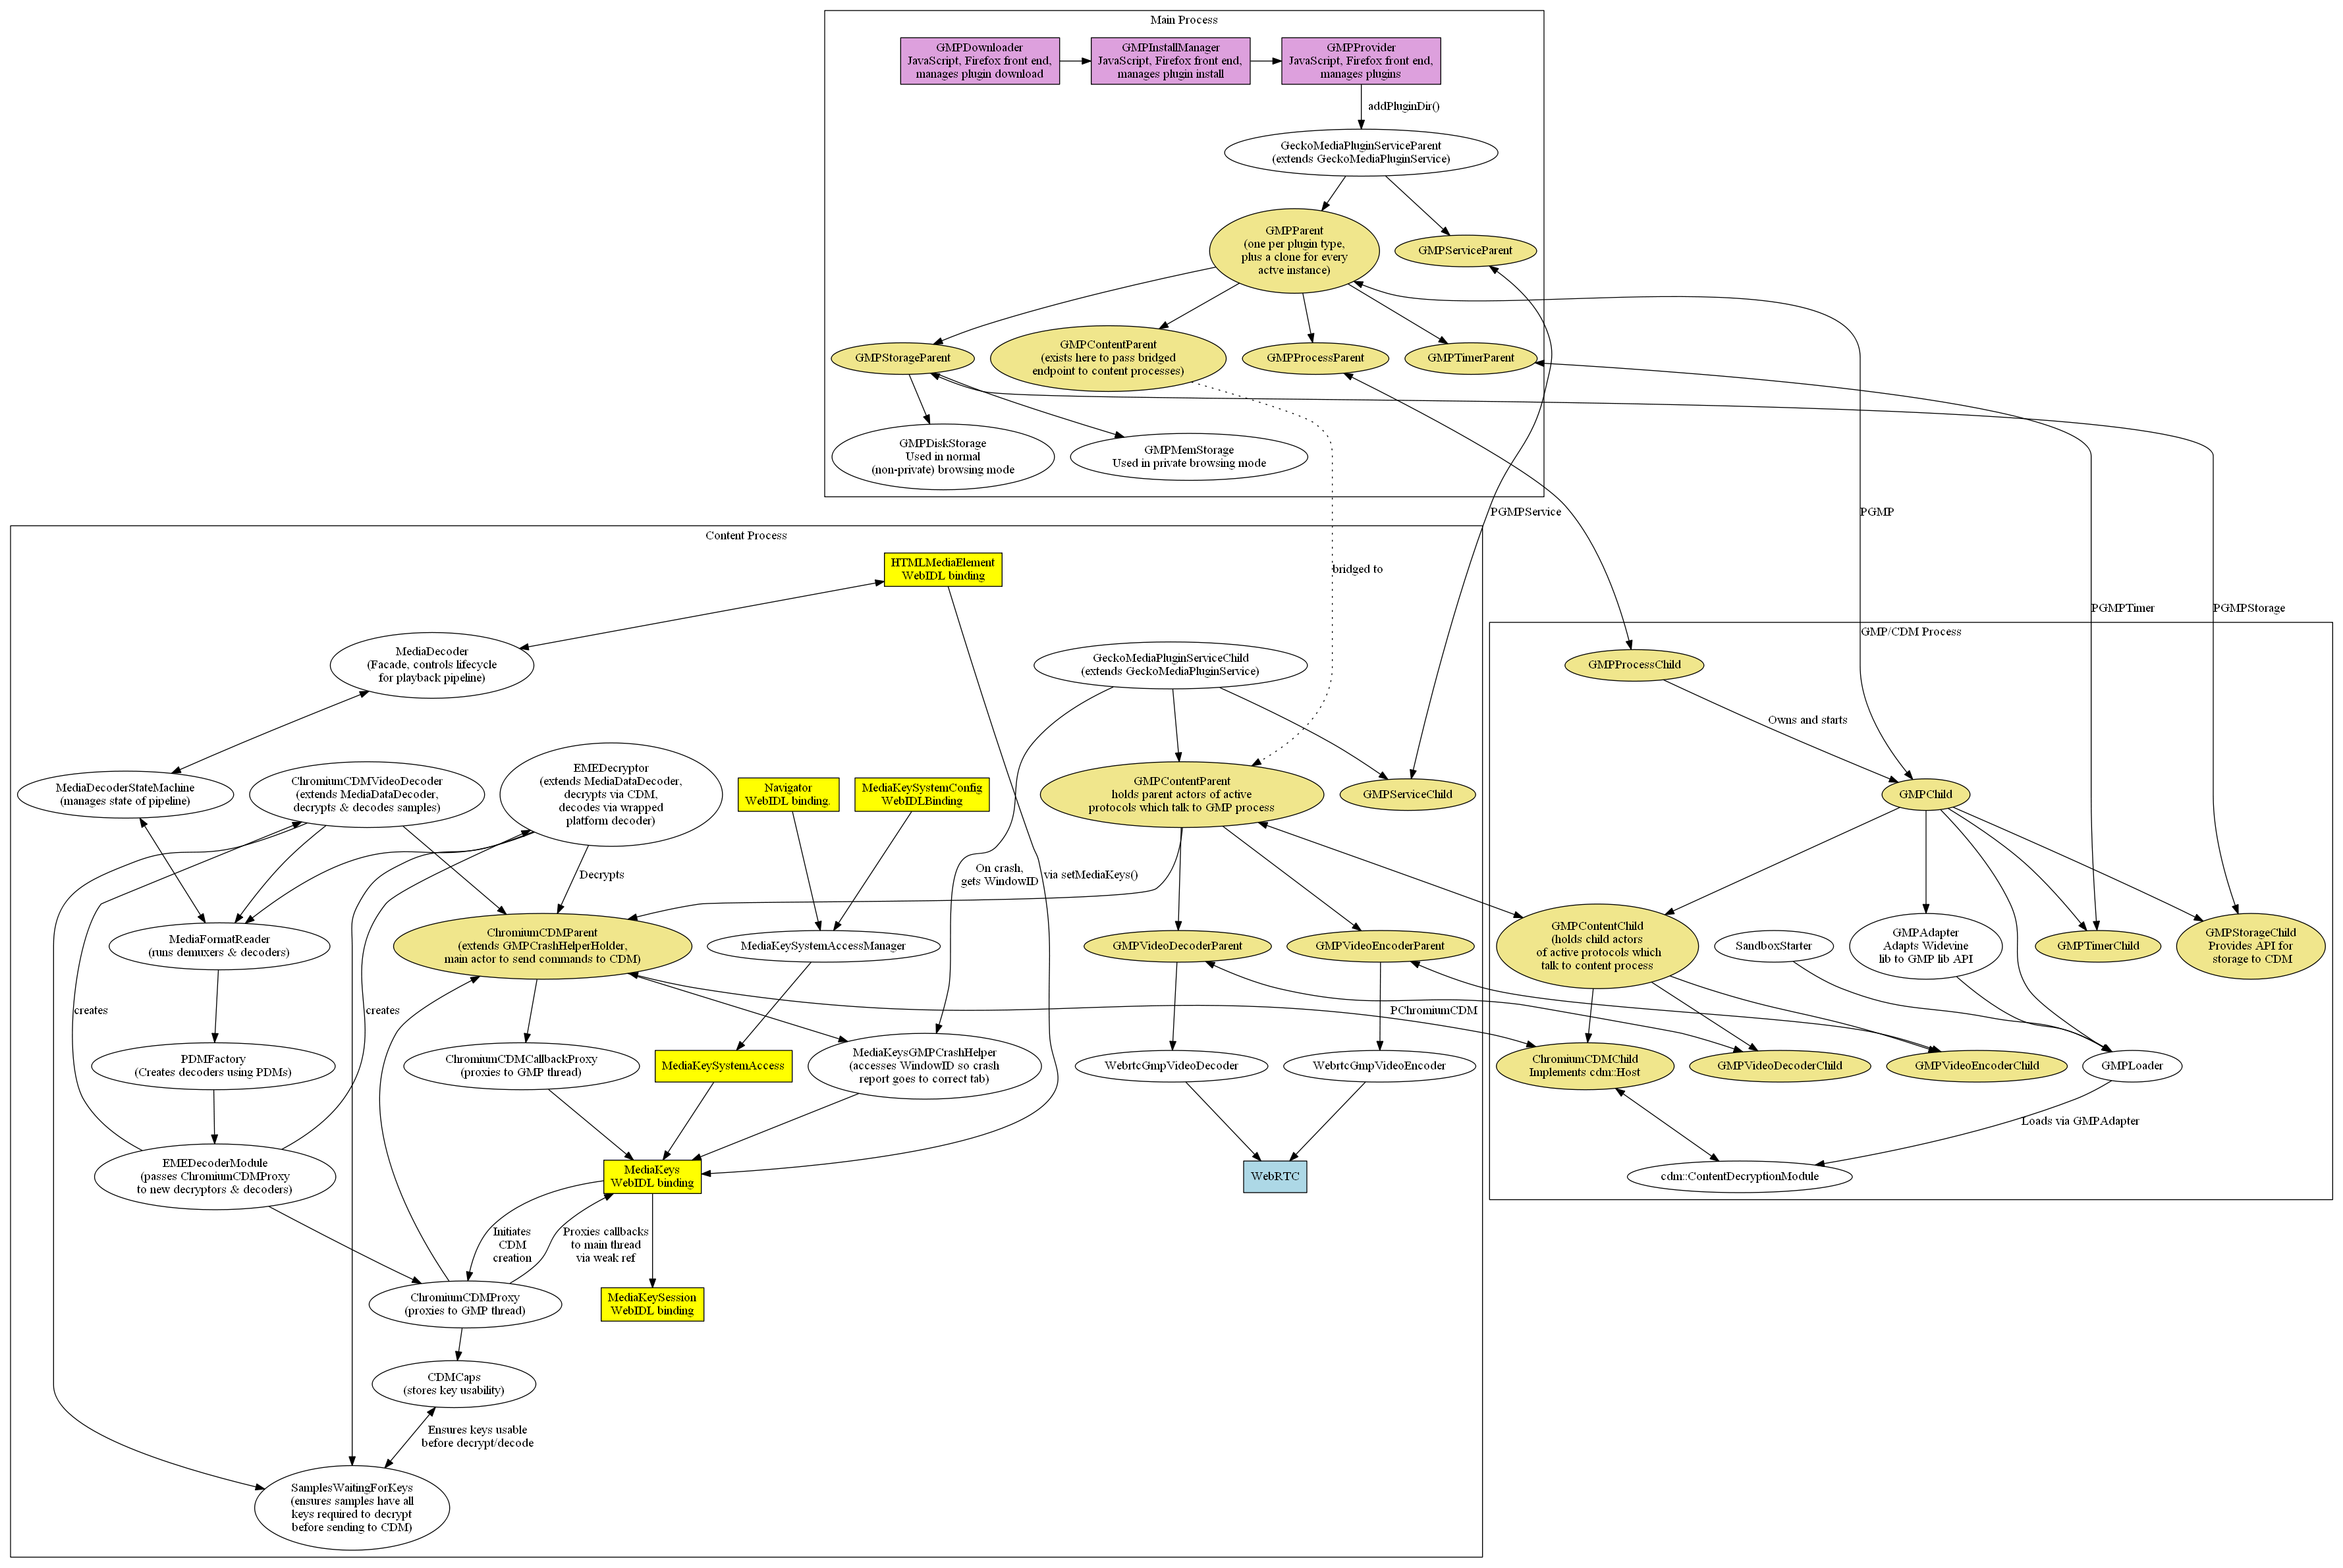 Main Process
GMPDownloader
JavaScript, Firefox front end,
manages plugin download
GMPInstallManager
JavaScript, Firefox front end,
manages plugin install
GMPProvider
JavaScript, Firefox front end,
manages plugins
addPluginDir()
GeckoMediaPluginServiceParent
(extends GeckoMediaPluginService)
GMPParent
(one per plugin type,
plus a clone for every
actve instance)
GMPServiceParent
GMPStorageParent
GMPContentParent
(exists here to pass bridged
endpoint to content processes)
GMPProcessParent
GMPTimerParent
GMPDiskStorage
Used in normal
(non-private) browsing mode
GMPMemStorage
Used in private browsing mode
PGMPService
PGMP
bridged to
PGMPTimer
PGMPStorage
Content Process
HTMLMediaElement
WebIDL binding
MediaDecoder
(Facade, controls lifecycle
for playback pipeline)
GeckoMediaPluginServiceChild
(extends GeckoMediaPluginService)
MediaDecoderStateMachine
(manages state of pipeline)
ChromiumCDMVideoDecoder
(extends MediaDataDecoder,
decrypts & decodes samples)
EMEDecryptor
(extends MediaDataDecoder,
decrypts via CDM,
decodes via wrapped
platform decoder)
Navigator
WebIDL binding.
MediaKeySystemConfig
WebIDLBinding
GMPContentParent
holds parent actors of active
protocols which talk to GMP process
GMPServiceChild
Decrypts
On crash,
gets WindowID
via setMediaKeys()
MediaFormatReader
(runs demuxers & decoders)
ChromiumCDMParent
(extends GMPCrashHelperHolder,
main actor to send commands to CDM)
MediaKeySystemAccessManager
GMPVideoDecoderParent
GMPVideoEncoderParent
creates
creates
PChromiumCDM
PDMFactory
(Creates decoders using PDMs)
ChromiumCDMCallbackProxy
(proxies to GMP thread)
MediaKeySystemAccess
MediaKeysGMPCrashHelper
(accesses WindowID so crash
report goes to correct tab)
WebrtcGmpVideoDecoder
WebrtcGmpVideoEncoder
EMEDecoderModule
(passes ChromiumCDMProxy
to new decryptors & decoders)
MediaKeys
WebIDL binding
WebRTC
Initiates
CDM
creation
Proxies callbacks
to main thread
via weak ref
ChromiumCDMProxy
(proxies to GMP thread)
MediaKeySession
WebIDL binding
CDMCaps
(stores key usability)
Ensures keys usable
before decrypt/decode
SamplesWaitingForKeys
(ensures samples have all
keys required to decrypt
before sending to CDM)
GMP/CDM Process
GMPProcessChild
Owns and starts
GMPChild
GMPContentChild
(holds child actors
of active protocols which
talk to content process
SandboxStarter
GMPAdapter
Adapts Widevine
lib to GMP lib API
GMPTimerChild
GMPStorageChild
Provides API for
storage to CDM
ChromiumCDMChild
Implements cdm::Host
GMPVideoDecoderChild
GMPVideoEncoderChild
GMPLoader
Loads via GMPAdapter
cdm::ContentDecryptionModule